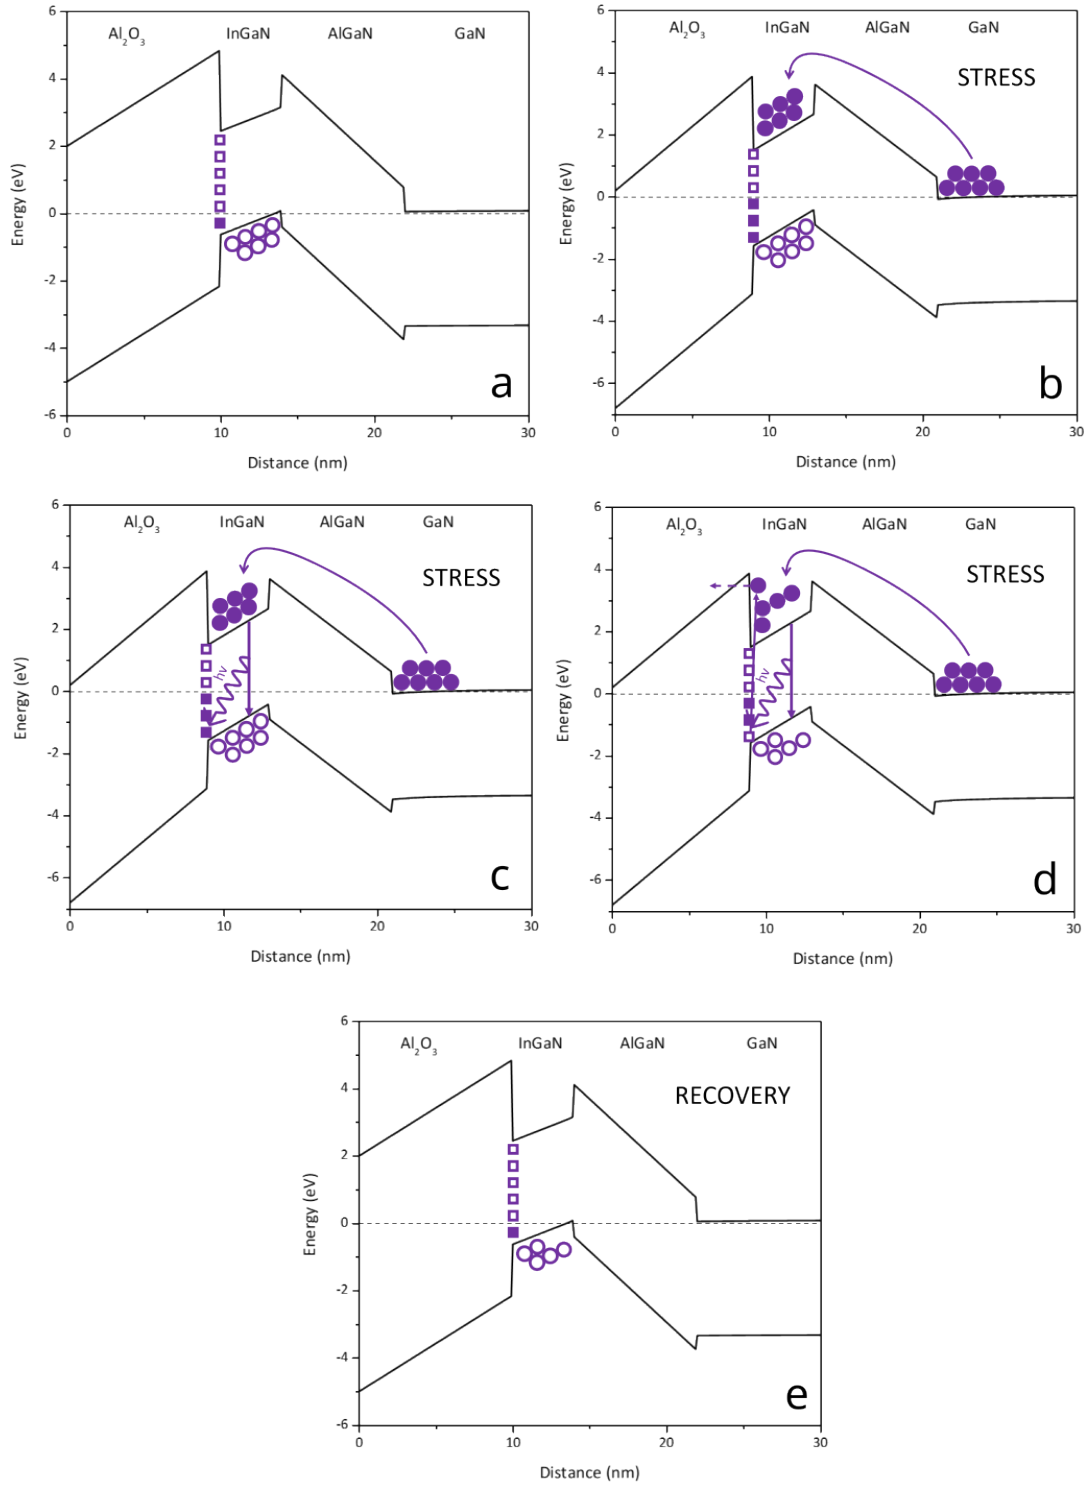 Al2O3 InGaN AlGaN GaN
6
4
2
0
-2
-4
-6
Energy (eV)
a
0 10 20 30
Distance (nm)
Al2O3 InGaN AlGaN GaN
STRESS
6
4
2
0
-2
-4
-6
Energy (eV)
b
0 10 20 30
Distance (nm)
Al2O3 InGaN AlGaN GaN
STRESS
6
4
2
0
-2
-4
-6
Energy (eV)
hν
c
0 10 20 30
Distance (nm)
Al2O3 InGaN AlGaN GaN
STRESS
6
4
2
0
-2
-4
-6
Energy (eV)
hν
d
0 10 20 30
Distance (nm)
Al2O3 InGaN AlGaN GaN
RECOVERY
6
4
2
0
-2
-4
-6
Energy (eV)
e
0 10 20 30
Distance (nm)